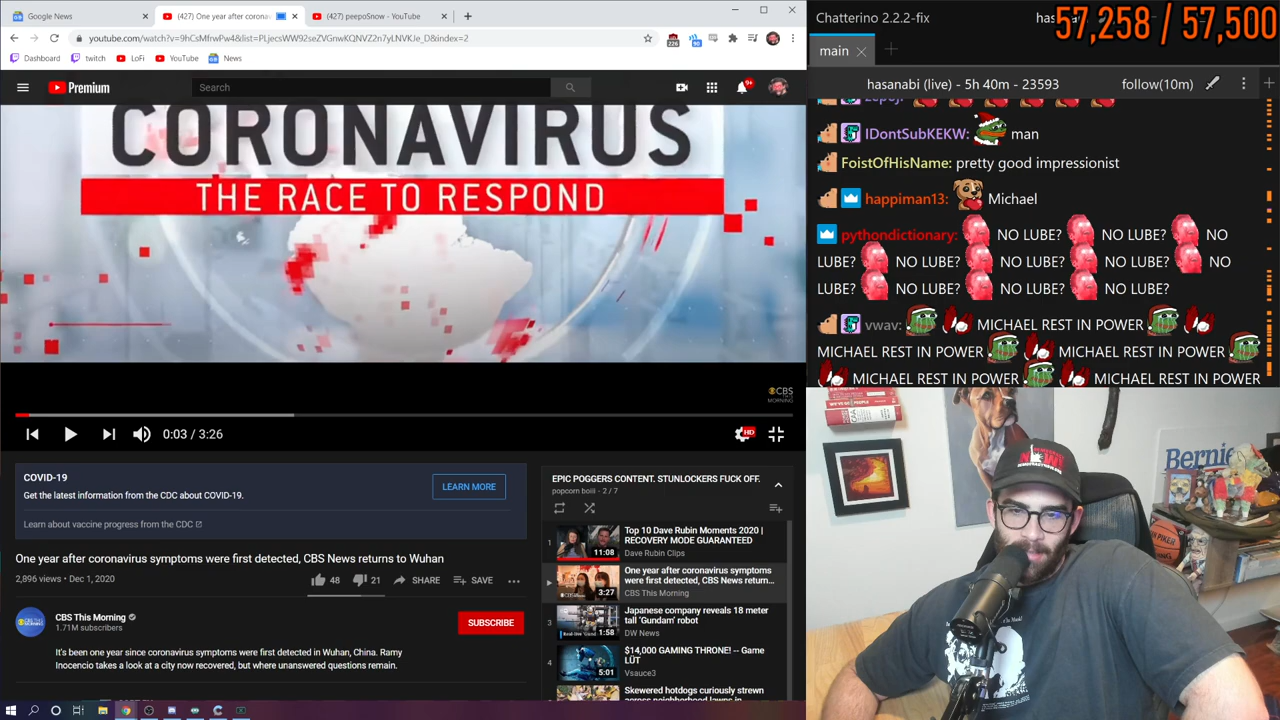 Google News
(427) One year after corona
(427) peepoSnow - YouTube
youtube.com/watch?v=9hCsMfrwPw4&list=PLjecsWW92seZVGnwKQNVZ2n7yLNVKJe_D&index=2
226
90
Dashboard
twitch
LoFi
YouTube
News
Premium
Search
9+
CORONAVIRUS
THE RACE TO RESPOND
CBS
MORNING
0:03 / 3:26
HD
COVID-19
Get the latest information from the CDC about COVID-19.
LEARN MORE
Learn about vaccine progress from the CDC
One year after coronavirus symptoms were first detected, CBS News returns to Wuhan
2,896 views • Dec 1, 2020
48
21
SHARE
SAVE
CBS This Morning
1.71M subscribers
SUBSCRIBE
It's been one year since coronavirus symptoms were first detected in Wuhan, China. Ramy
Inocencio takes a look at a city now recovered, but where unanswered questions remain.
EPIC POGGERS CONTENT. STUNLOCKERS FUCK OFF.
popcorn boiii - 2 / 7
1
11:08
Top 10 Dave Rubin Moments 2020 |
RECOVERY MODE GUARANTEED
Dave Rubin Clips
3:27
One year after coronavirus symptoms
were first detected, CBS News return...
CBS This Morning
3
1:58
Japanese company reveals 18 meter
tall 'Gundam' robot
DW News
4
5:01
$14,000 GAMING THRONE! -- Game
LÜT
Vsauce3
Skewered hotdogs curiously strewn
Chatterino 2.2.2-fix
57,258 / 57,500
main
hasanabi (live) - 5h 40m - 23593
follow(10m)
IDontSubKEKW: man
FoistOfHisName: pretty good impressionist
happiman13: Michael
pythondictionary: NO LUBE? NO LUBE? NO
LUBE? NO LUBE? NO LUBE? NO
LUBE? NO LUBE? NO LUBE?
vwav: MICHAEL REST IN POWER
MICHAEL REST IN POWER MICHAEL REST IN POWER
MICHAEL REST IN POWER MICHAEL REST IN POWER
Bernie